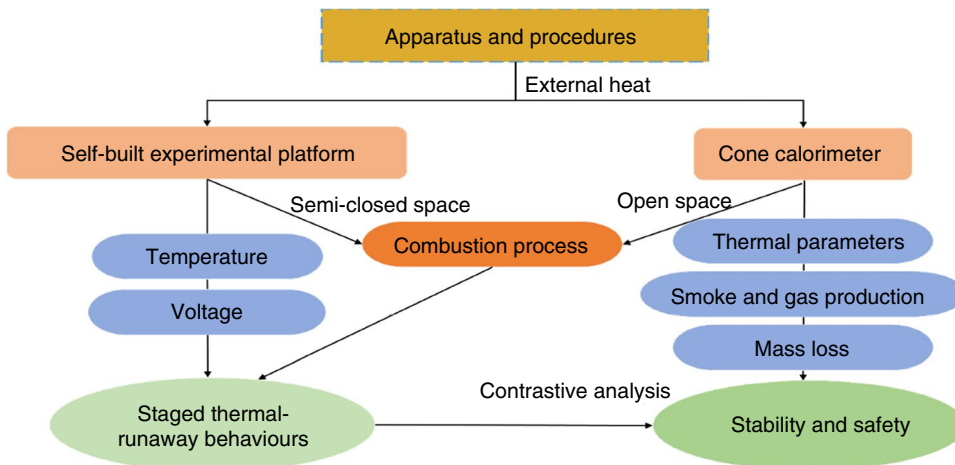 Apparatus and procedures
External heat
Self-built experimental platform
Cone calorimeter
Semi-closed space
Open space
Combustion process
Temperature
Thermal parameters
Voltage
Smoke and gas production
Mass loss
Contrastive analysis
Staged thermal-
runaway behaviours
Stability and safety